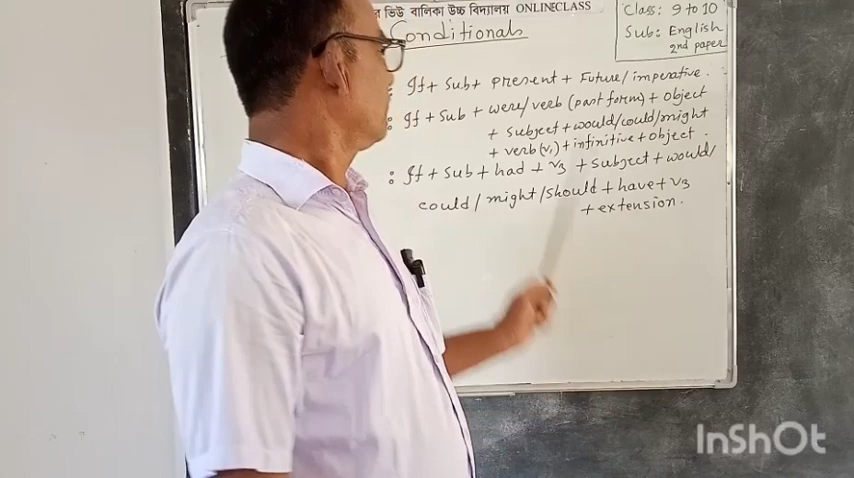 ভিউ বালিকা উচ্চ বিদ্যালয় ONLINE CLASS
Class: 9 to 10
Sub: English
2nd paper
Conditionals
: If + Sub + present + Future/imperative.
: If + Sub + were/verb (past form) + object
+ subject + would/could/might
+ verb(v1) + infinitive + object.
: If + Sub + had + v3 + subject + would/
could/might/should + have + v3
+ extension.
InShOt